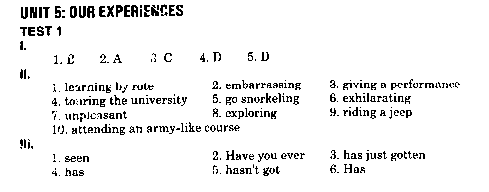 UNIT 5: OUR EXPERIENCES
TEST 1
I.
1. B 2. A 3. C 4. D 5. D
II.
1. learning by rote 2. embarrassing 3. giving a performance
4. touring the university 5. go snorkeling 6. exhilarating
7. unpleasant 8. exploring 9. riding a jeep
10. attending an army-like course
III.
1. seen 2. Have you ever 3. has just gotten
4. has 5. hasn't got 6. Has